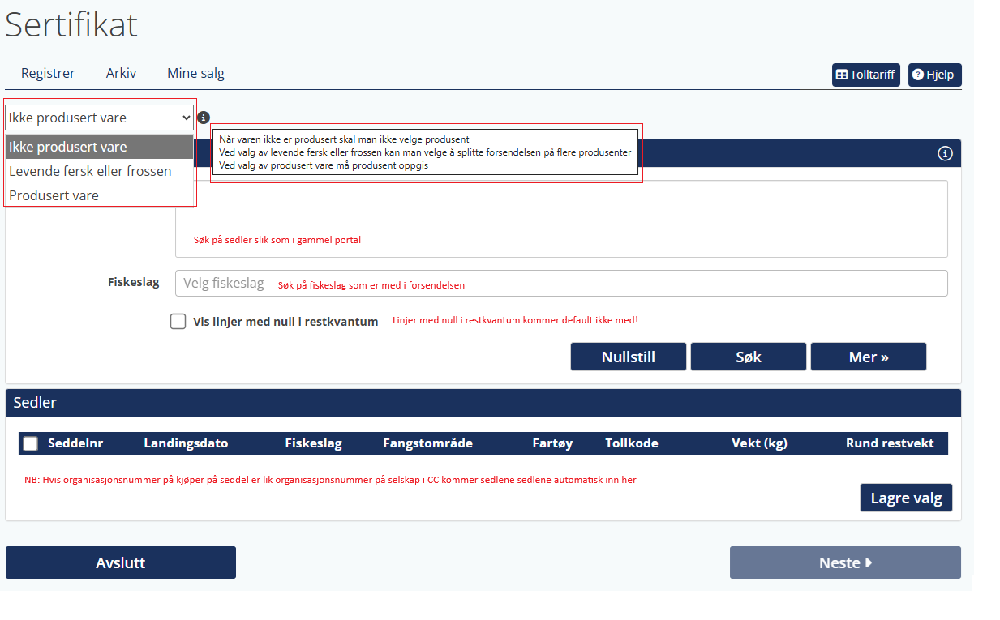 Sertifikat
Registrer Arkiv Mine salg Tolltariff Hjelp
Ikke produsert vare
Ikke produsert vare
Levende fersk eller frossen
Produsert vare
Når varen ikke er produsert skal man ikke velge produsent
Ved valg av levende fersk eller frossen kan man velge å splitte forsendelsen på flere produsenter
Ved valg av produsert vare må produsent oppgis
Søk på sedler slik som i gammel portal
Fiskeslag Velg fiskeslag Søk på fiskeslag som er med i forsendelsen
Vis linjer med null i restkvantum Linjer med null i restkvantum kommer default ikke med!
Nullstill Søk Mer »
Sedler
Seddelnr Landingsdato Fiskeslag Fangstområde Fartøy Tollkode Vekt (kg) Rund restvekt
NB: Hvis organisasjonsnummer på kjøper på seddel er lik organisasjonsnummer på selskap i CC kommer sedlene sedlene automatisk inn her
Lagre valg
Avslutt Neste